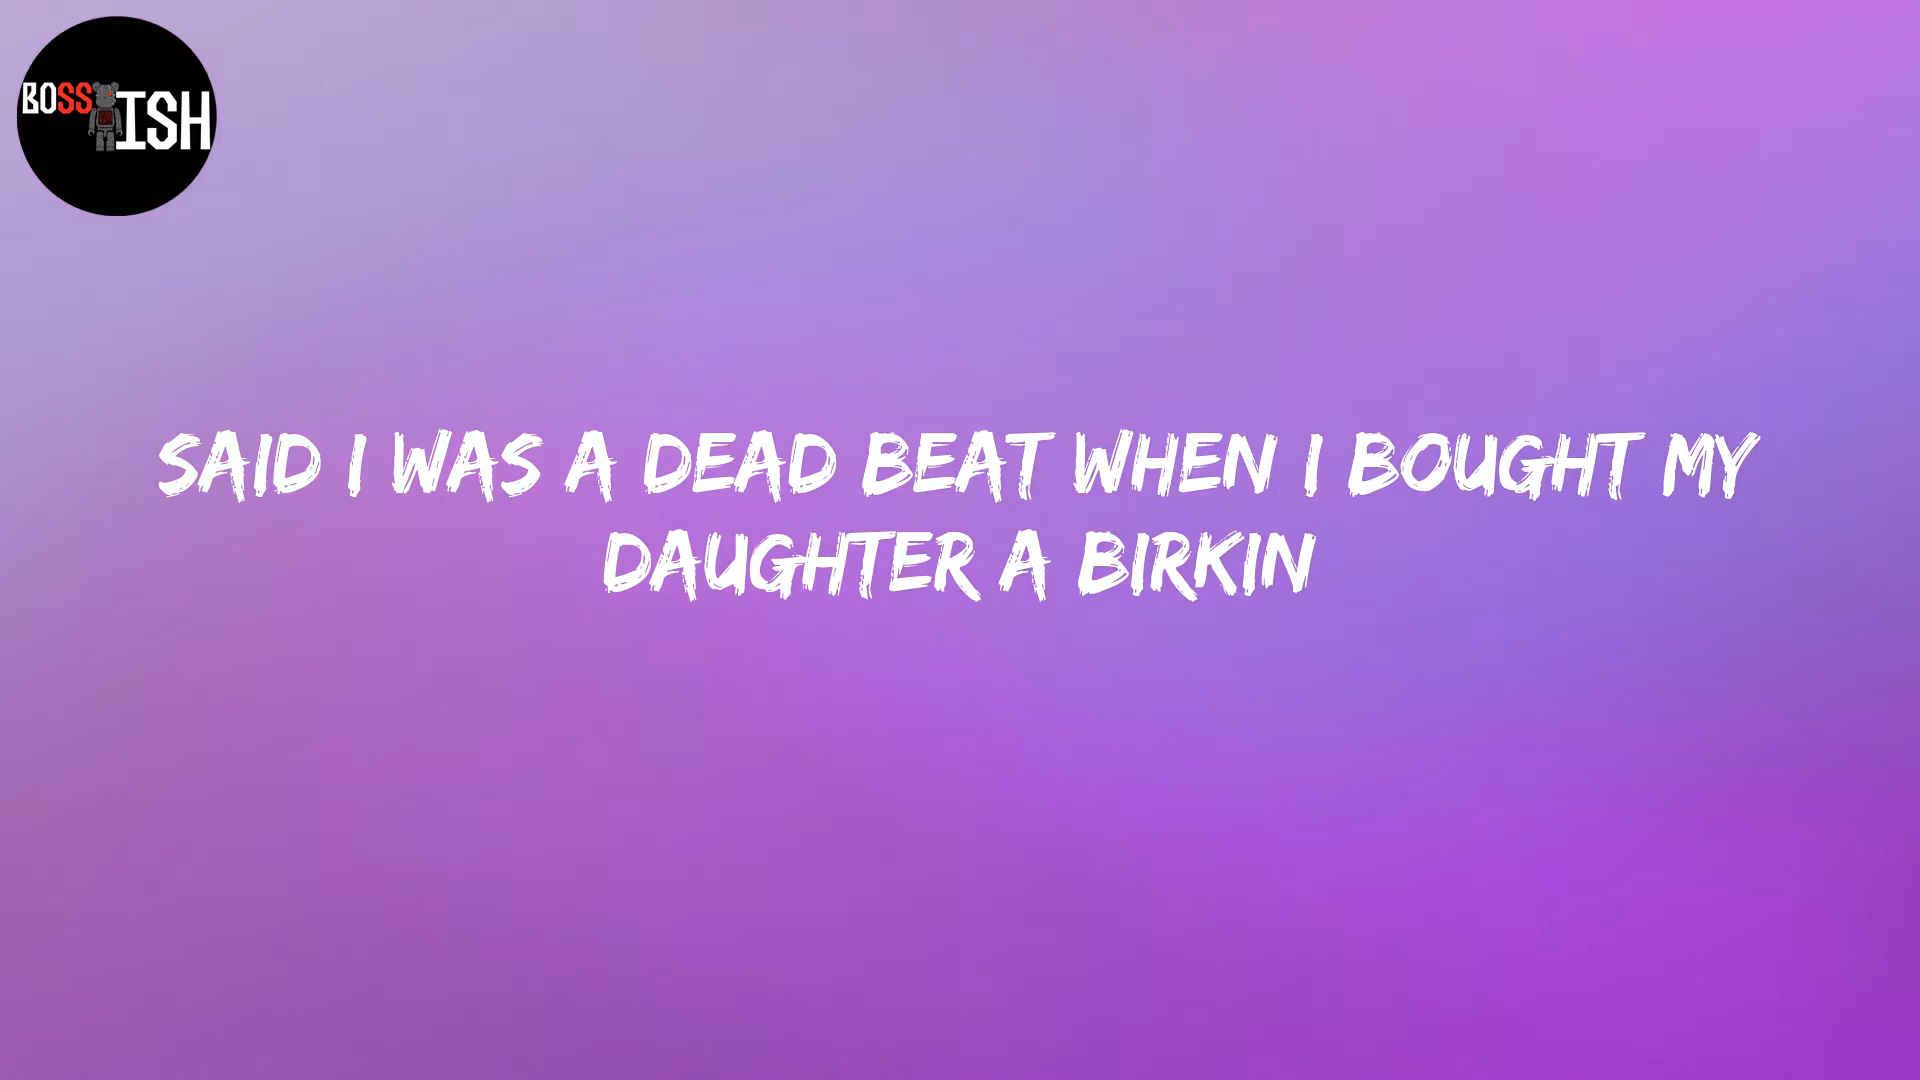 BOSS ISH
SAID I WAS A DEAD BEAT WHEN I BOUGHT MY
DAUGHTER A BIRKIN